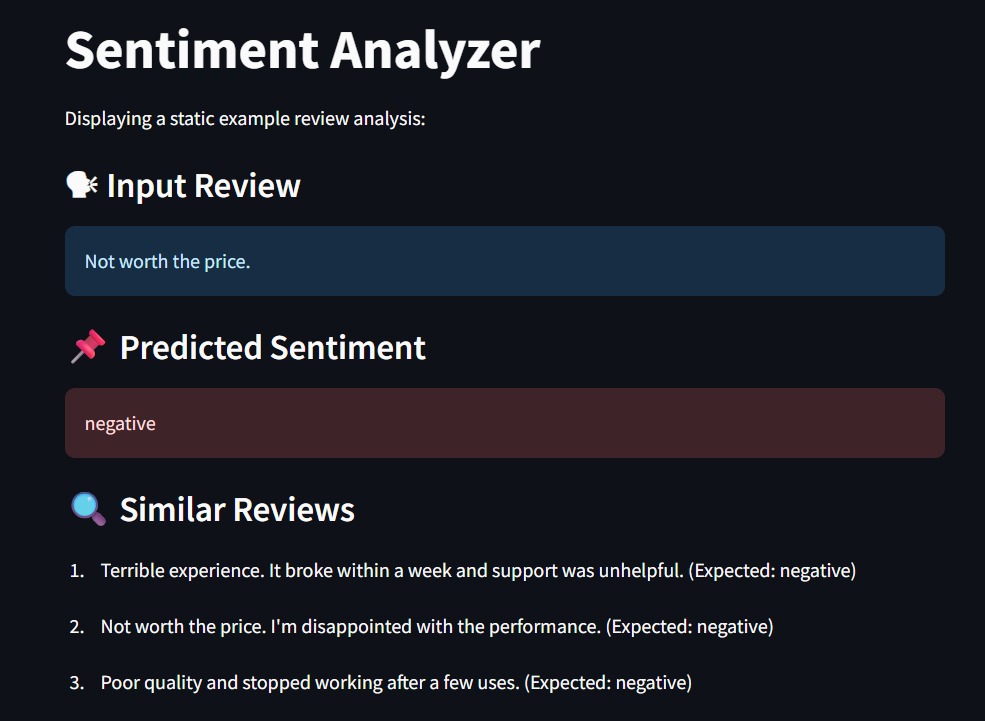 Sentiment Analyzer
Displaying a static example review analysis:
🗣 Input Review
Not worth the price.
📌 Predicted Sentiment
negative
🔍 Similar Reviews
1. Terrible experience. It broke within a week and support was unhelpful. (Expected: negative)
2. Not worth the price. I'm disappointed with the performance. (Expected: negative)
3. Poor quality and stopped working after a few uses. (Expected: negative)